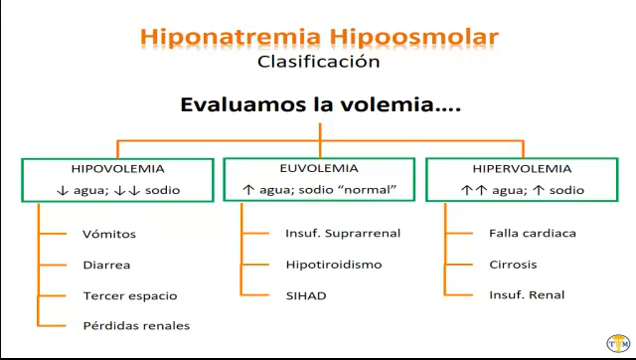 Hiponatremia Hipoosmolar
Clasificación
Evaluamos la volemia....
HIPOVOLEMIA
↓ agua; ↓↓ sodio
Vómitos
Diarrea
Tercer espacio
Pérdidas renales
EUVOLEMIA
↑ agua; sodio “normal”
Insuf. Suprarrenal
Hipotiroidismo
SIHAD
HIPERVOLEMIA
↑↑ agua; ↑ sodio
Falla cardiaca
Cirrosis
Insuf. Renal
T M